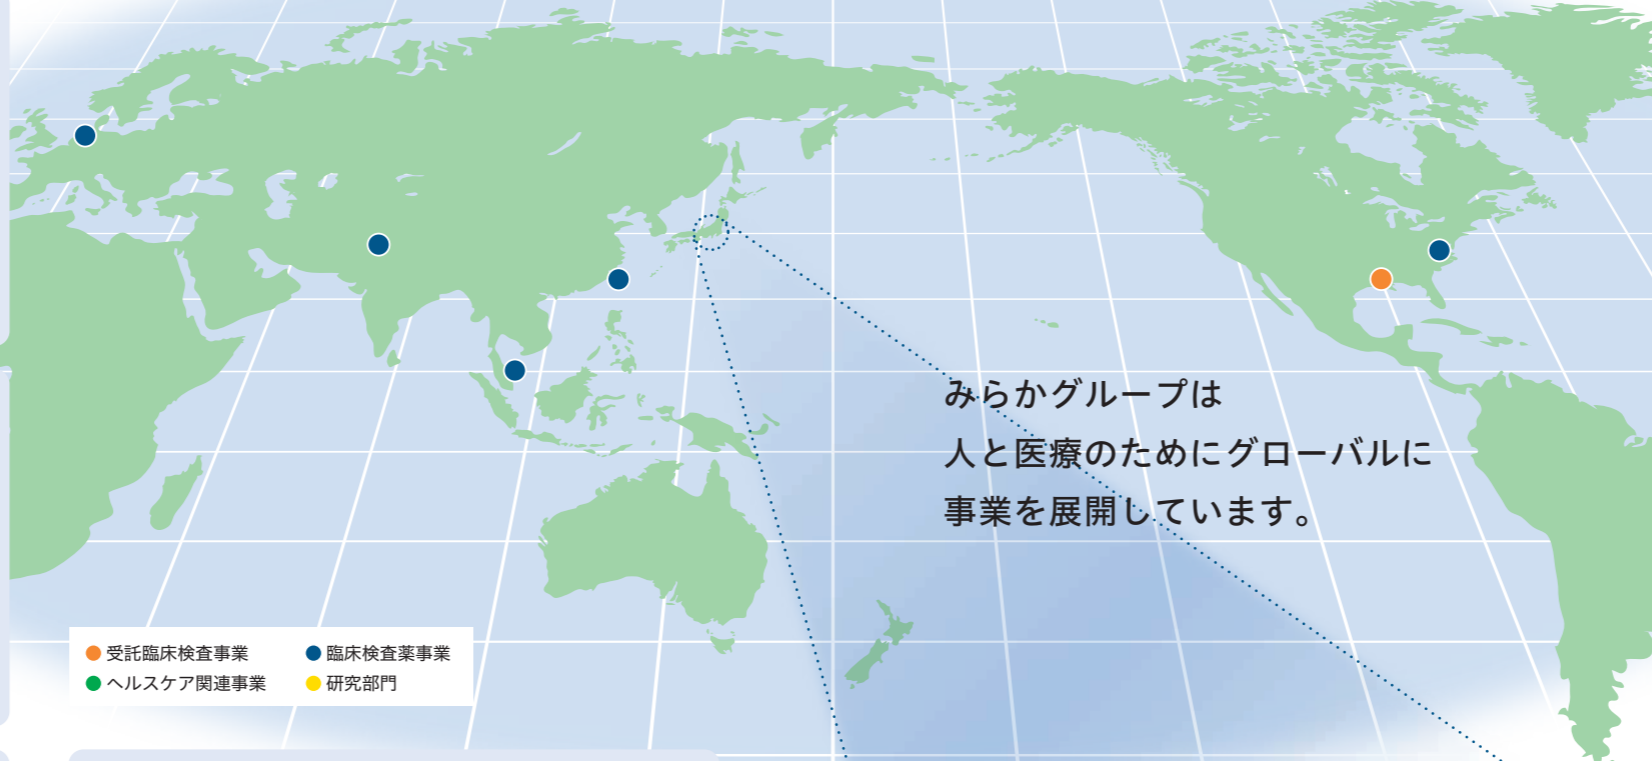 みらかグループは
人と医療のためにグローバルに
事業を展開しています。
受託臨床検査事業
臨床検査薬事業
ヘルスケア関連事業
研究部門